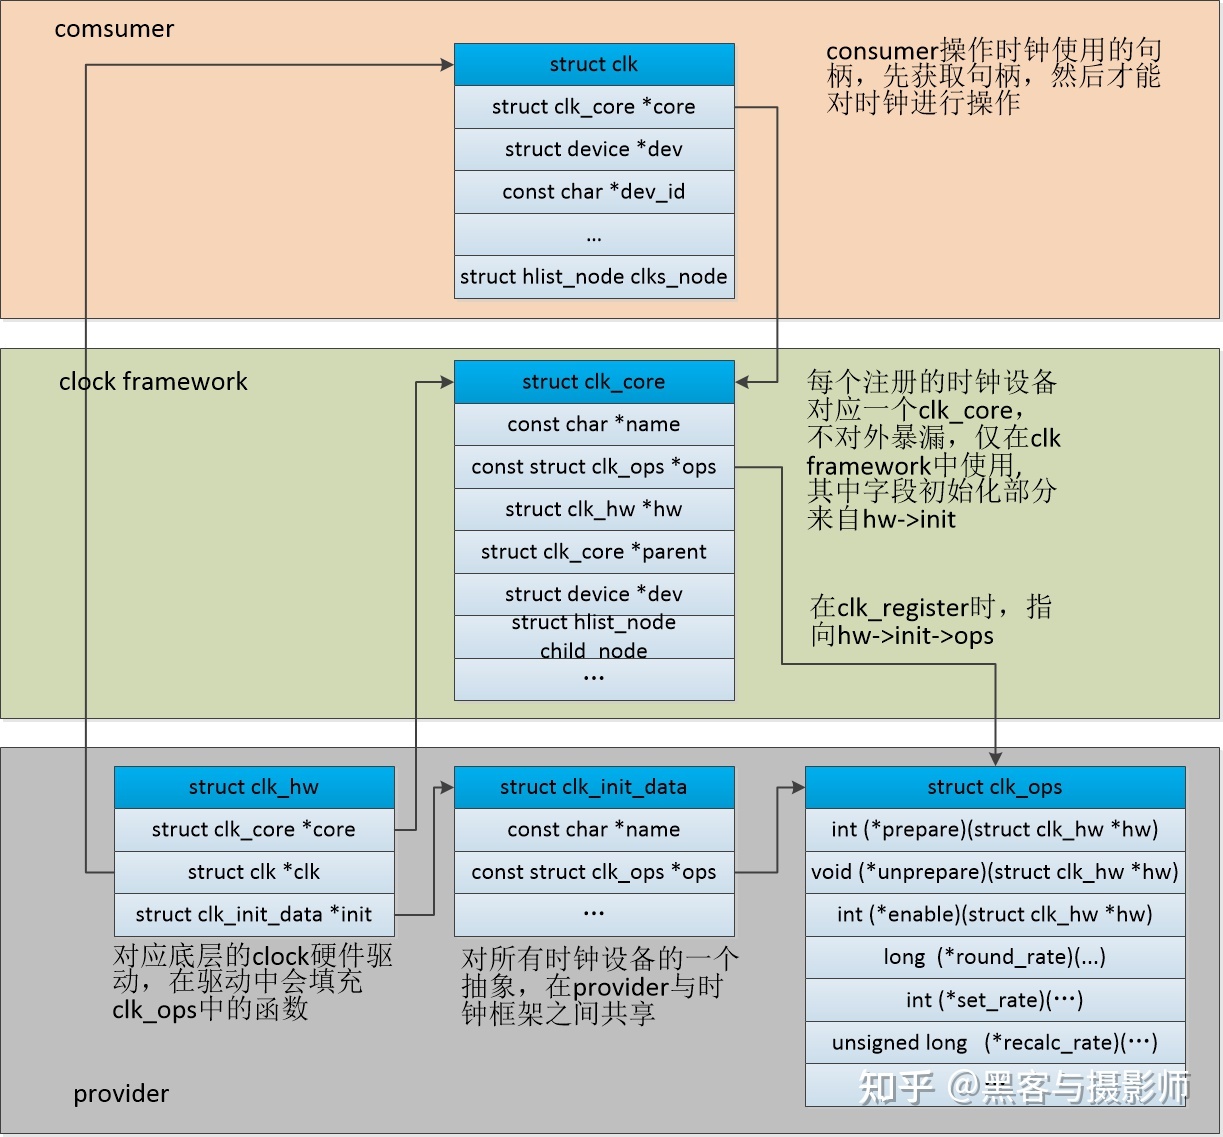 comsumer
struct clk
struct clk_core *core
struct device *dev
const char *dev_id
...
struct hlist_node clks_node
consumer操作时钟使用的句
柄，先获取句柄，然后才能
对时钟进行操作
clock framework
struct clk_core
const char *name
const struct clk_ops *ops
struct clk_hw *hw
struct clk_core *parent
struct device *dev
struct hlist_node
child_node
...
每个注册的时钟设备
对应一个clk_core，
不对外暴漏，仅在clk
framework中使用,
其中字段初始化部分
来自hw->init
在clk_register时，指
向hw->init->ops
struct clk_hw
struct clk_core *core
struct clk *clk
struct clk_init_data *init
对应底层的clock硬件驱
动，在驱动中会填充
clk_ops中的函数
struct clk_init_data
const char *name
const struct clk_ops *ops
...
对所有时钟设备的一个
抽象，在provider与时
钟框架之间共享
struct clk_ops
int (*prepare)(struct clk_hw *hw)
void (*unprepare)(struct clk_hw *hw)
int (*enable)(struct clk_hw *hw)
long (*round_rate)(...)
int (*set_rate)(...)
unsigned long (*recalc_rate)(...)
...
provider
知乎 @黑客与摄影师